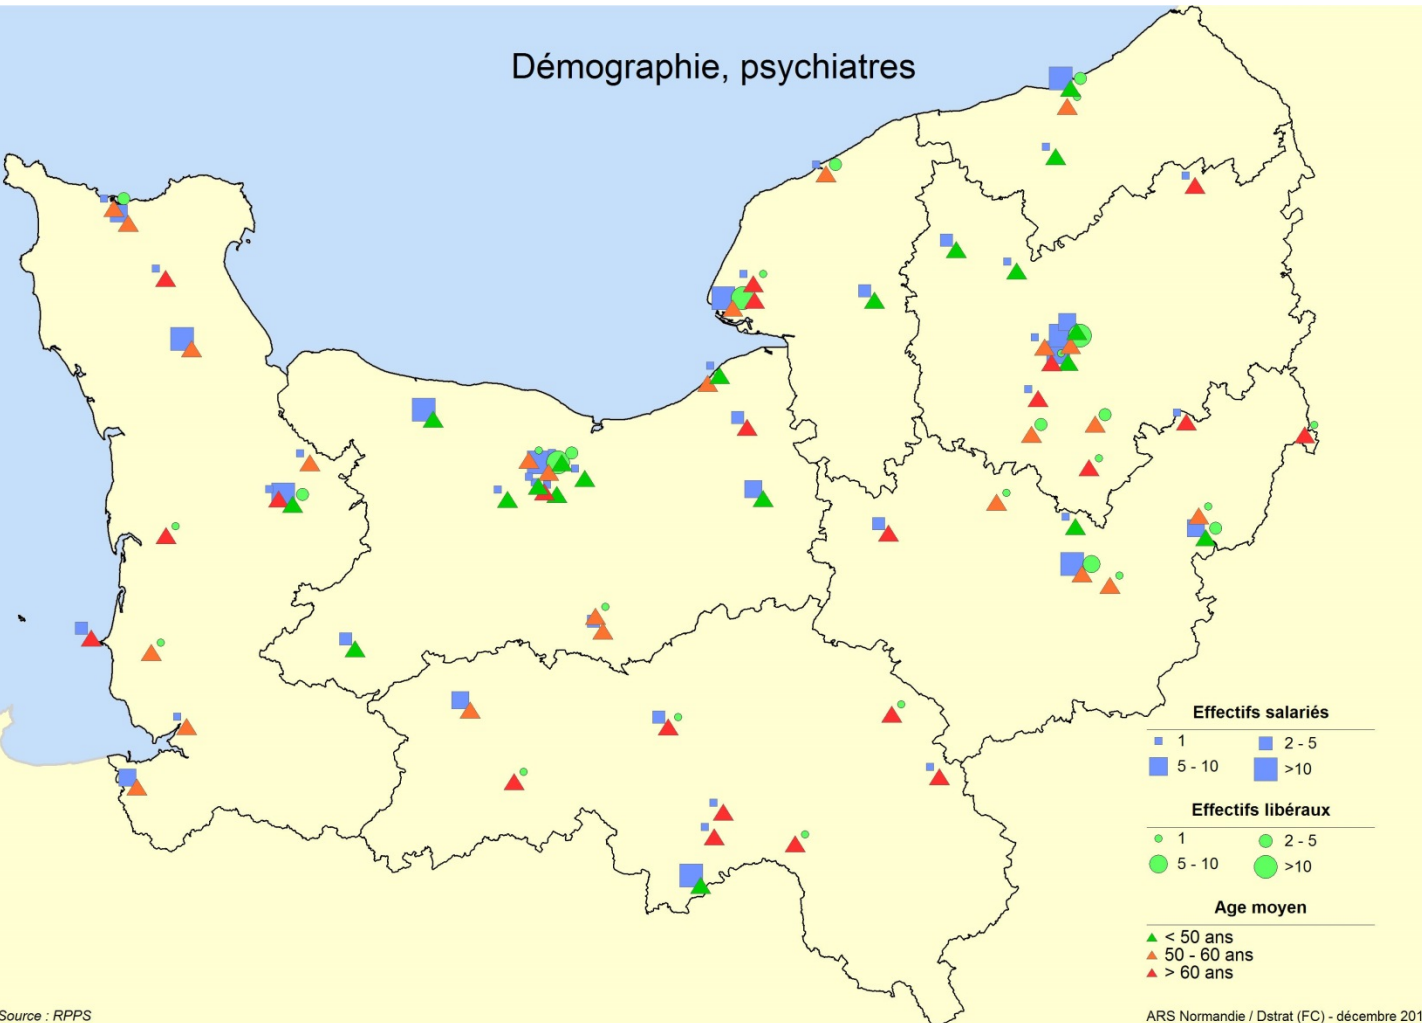 Démographie, psychiatres
Effectifs salariés
1
2 - 5
5 - 10
>10
Effectifs libéraux
1
2 - 5
5 - 10
>10
Age moyen
< 50 ans
50 - 60 ans
> 60 ans
Source : RPPS
ARS Normandie / Dstrat (FC) - décembre 201